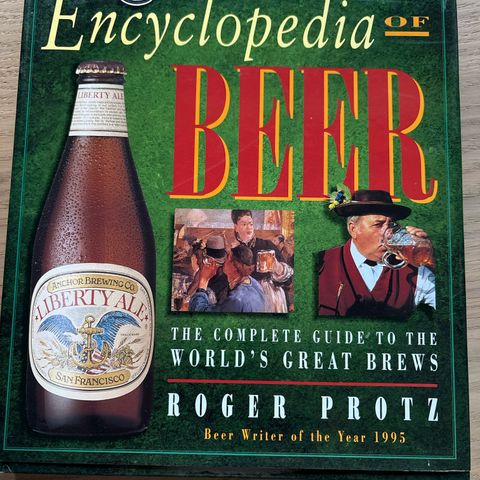 Encyclopedia
OF
BEER
LIBERTY ALE
ANCHOR BREWING CO.
LIBERTY ALE
SAN FRANCISCO
THE COMPLETE GUIDE TO THE
WORLD'S GREAT BREWS
ROGER PROTZ
Beer Writer of the Year 1995